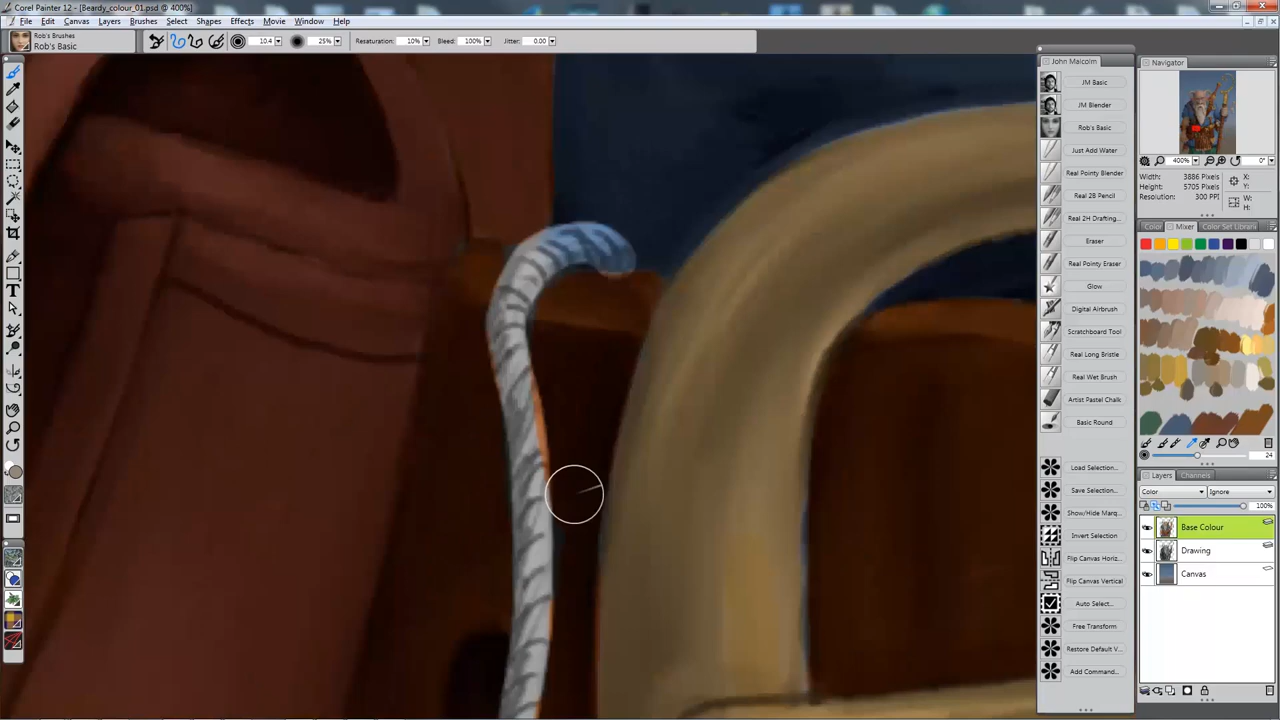 Corel Painter 12 - [Beardy_colour_01.psd @ 400%]
File Edit Canvas Layers Brushes Select Shapes Effects Movie Window Help
Rob's Brushes
Rob's Basic
10.4
25%
Resaturation: 10%
Bleed: 100%
Jitter: 0.00
John Malcolm
JM Basic
JM Blender
Rob's Basic
Just Add Water
Real Pointy Blender
Real 2B Pencil
Real 2H Drafting...
Eraser
Real Pointy Eraser
Glow
Digital Airbrush
Scratchboard Tool
Real Long Bristle
Real Wet Brush
Artist Pastel Chalk
Basic Round
Load Selection...
Save Selection...
Show/Hide Marq...
Invert Selection
Flip Canvas Horiz...
Flip Canvas Vertical
Auto Select...
Free Transform
Restore Default V...
Add Command...
Navigator
400%
0°
Width: 3886 Pixels
Height: 5705 Pixels
Resolution: 300 PPI
X:
Y:
W:
H:
Color Mixer Color Set Librari
24
Layers Channels
Color Ignore
100%
Base Colour
Drawing
Canvas